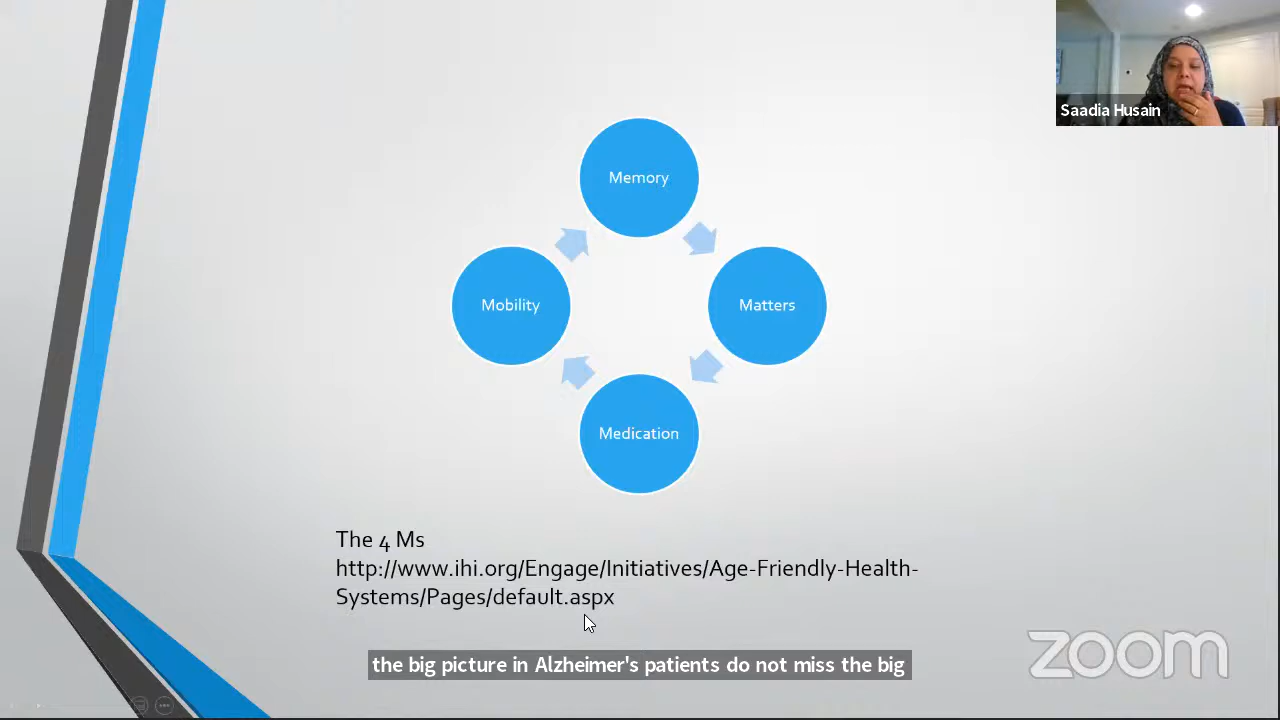 Saadia Husain
Memory
Mobility
Matters
Medication
The 4 Ms
http://www.ihi.org/Engage/Initiatives/Age-Friendly-Health-
Systems/Pages/default.aspx
the big picture in Alzheimer's patients do not miss the big
zoom